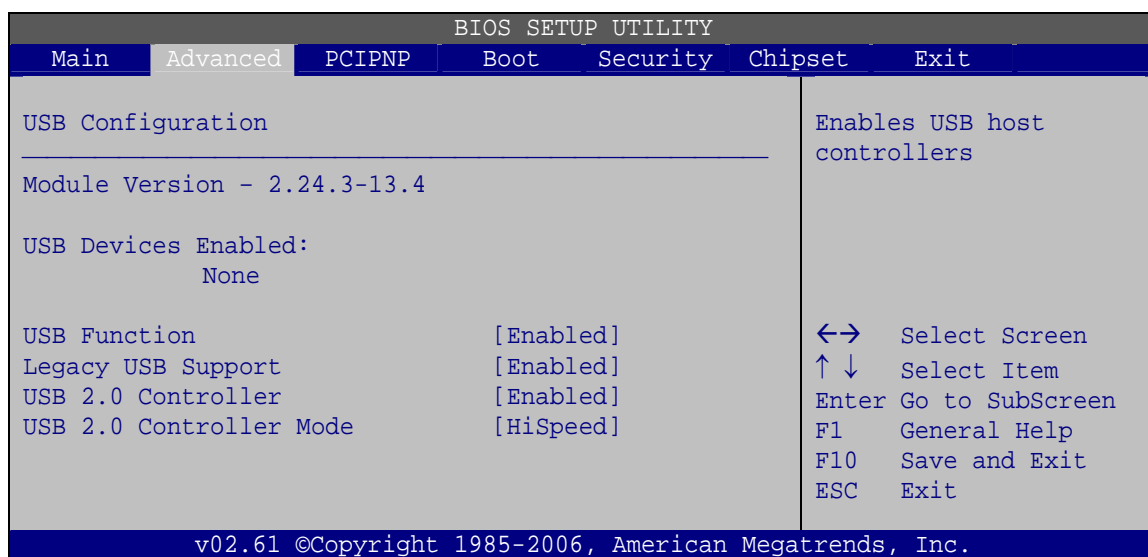 BIOS SETUP UTILITY
Main Advanced PCIPNP Boot Security Chipset Exit
USB Configuration
Module Version – 2.24.3-13.4
USB Devices Enabled:
None
USB Function [Enabled]
Legacy USB Support [Enabled]
USB 2.0 Controller [Enabled]
USB 2.0 Controller Mode [HiSpeed]
Enables USB host
controllers
←→ Select Screen
↑ ↓ Select Item
Enter Go to SubScreen
F1 General Help
F10 Save and Exit
ESC Exit
v02.61 ©Copyright 1985-2006, American Megatrends, Inc.